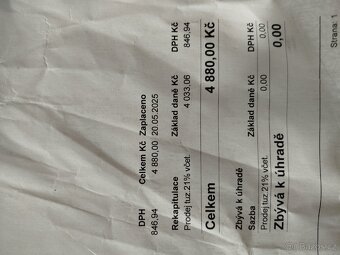 DPH Celkem Kč Zaplaceno
846,94 4 880,00 20.05.2025
Rekapitulace Základ daně Kč DPH Kč
Prodej tuz.21% včet. 4 033,06 846,94
Celkem 4 880,00 Kč
Zbývá k úhradě
Sazba Základ daně Kč DPH Kč
Prodej tuz.21% včet. 0,00 0,00
Zbývá k úhradě 0,00
Strana: 1